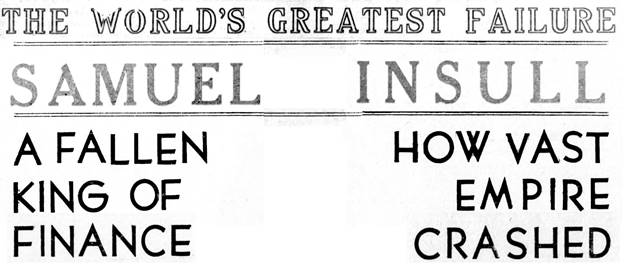 THE WORLD'S GREATEST FAILURE
SAMUEL INSULL
A FALLEN
KING OF
FINANCE
HOW VAST
EMPIRE
CRASHED